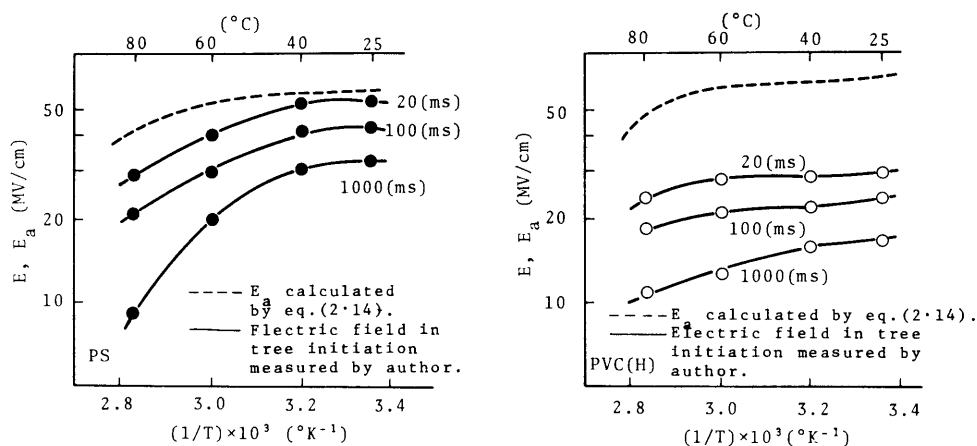 (°C)
80 60 40 25
50
20
10
E, Ea (MV/cm)
20(ms)
100(ms)
1000(ms)
Ea calculated
by eq.(2·14).
Flectric field in
tree initiation
measured by author.
PS
2.8 3.0 3.2 3.4
(1/T)×10³ (°K⁻¹)
(°C)
80 60 40 25
50
20
10
E, Ea (MV/cm)
20(ms)
100(ms)
1000(ms)
Ea calculated by eq.(2·14).
Electric field in tree
initiation measured by
author.
PVC(H)
2.8 3.0 3.2 3.4
(1/T)×10³ (°K⁻¹)